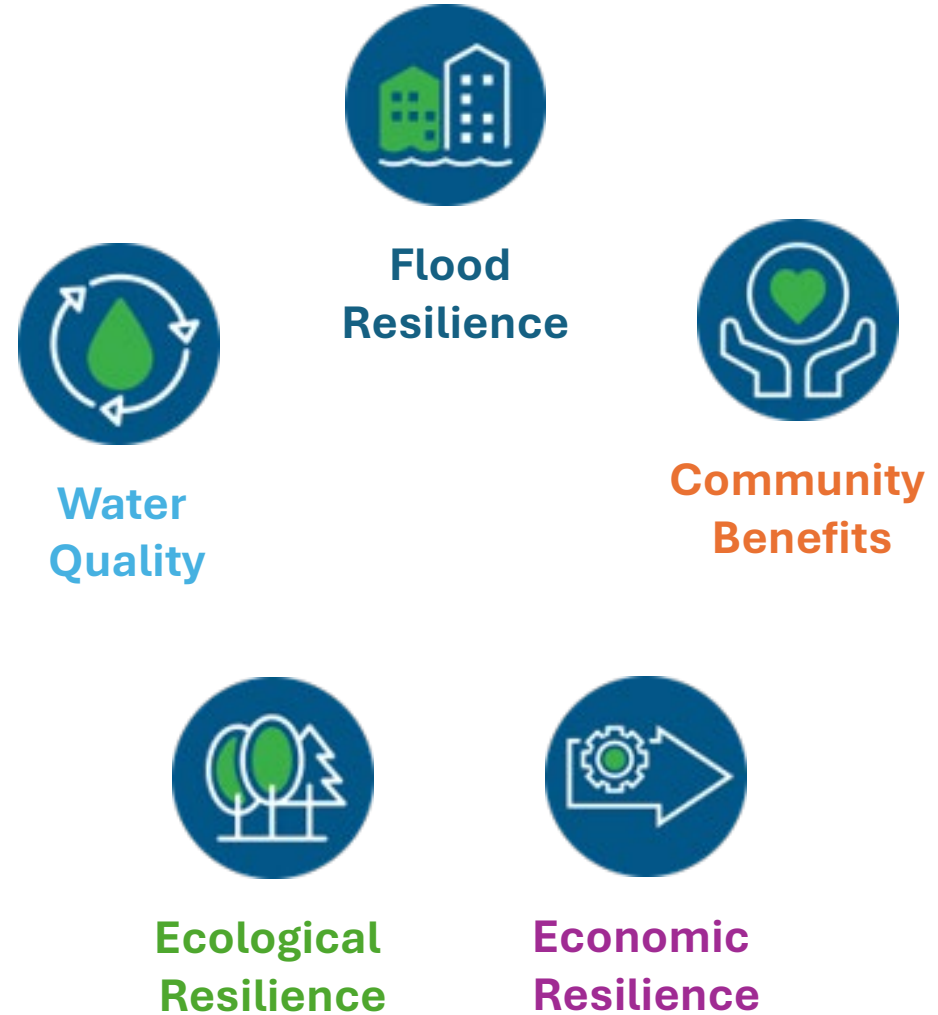 Flood
Resilience
Water
Quality
Community
Benefits
Ecological
Resilience
Economic
Resilience